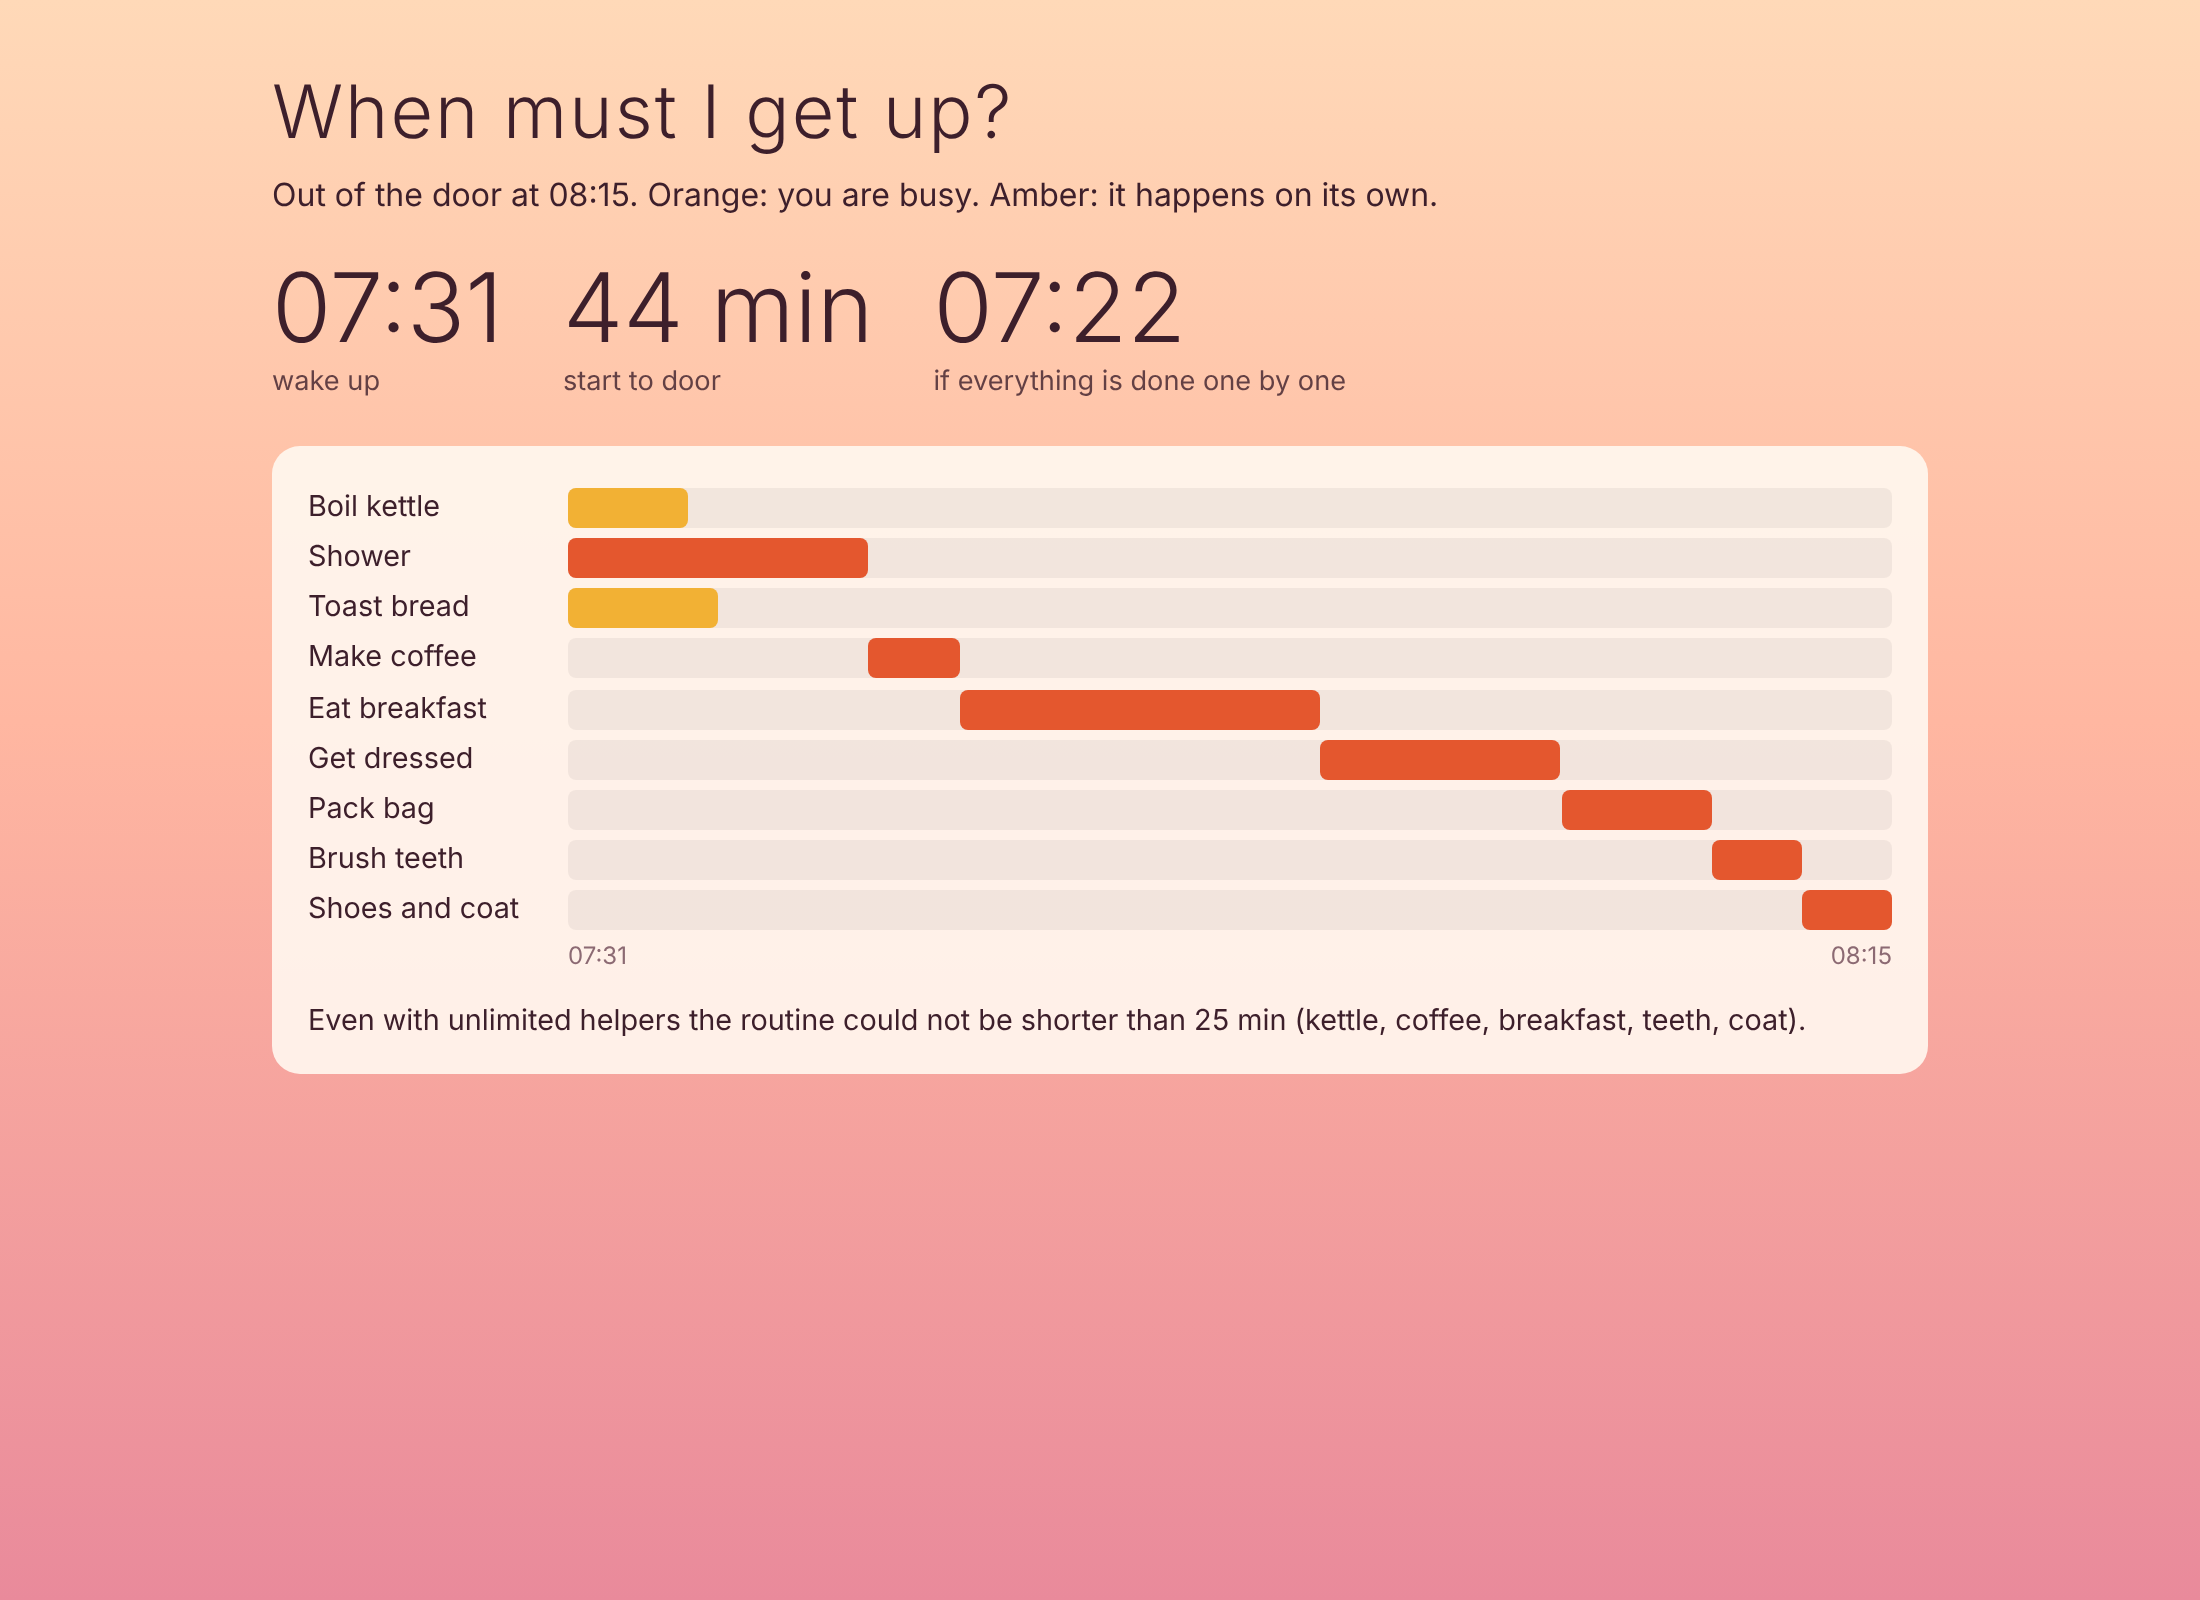 When must I get up?
Out of the door at 08:15. Orange: you are busy. Amber: it happens on its own.
07:31 44 min 07:22
wake up start to door if everything is done one by one
Boil kettle
Shower
Toast bread
Make coffee
Eat breakfast
Get dressed
Pack bag
Brush teeth
Shoes and coat
07:31 08:15
Even with unlimited helpers the routine could not be shorter than 25 min (kettle, coffee, breakfast, teeth, coat).